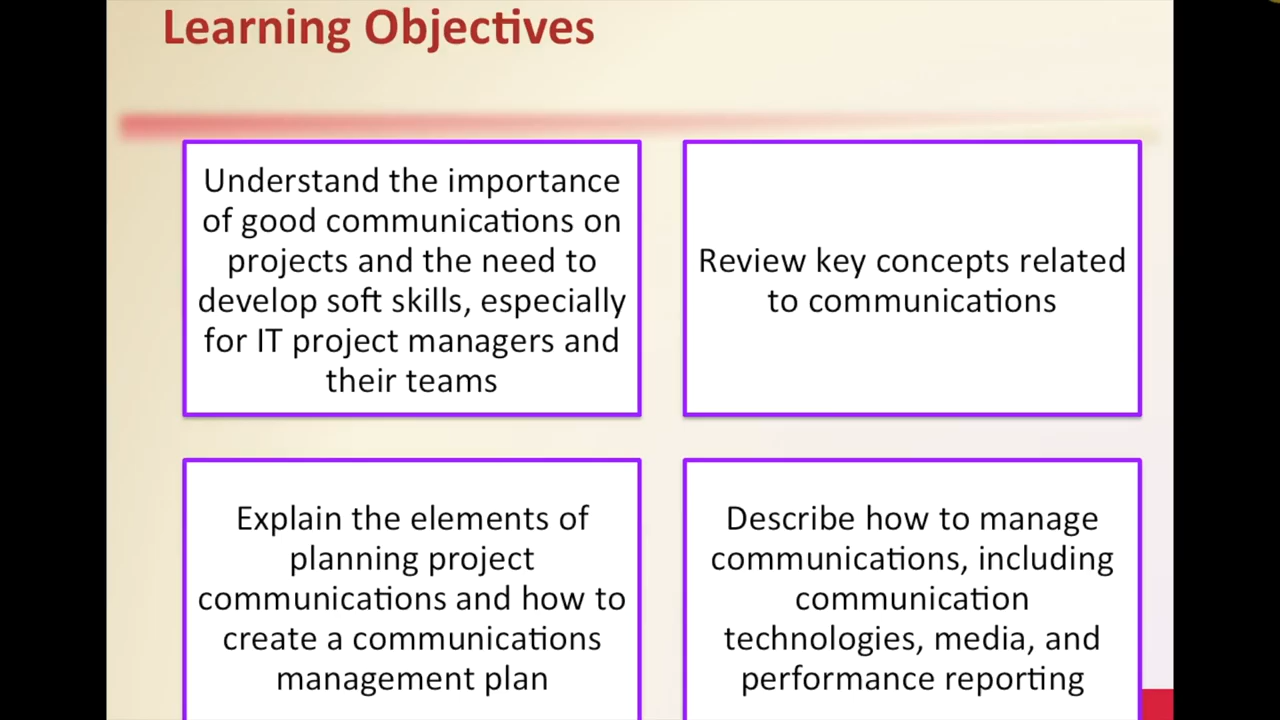 Learning Objectives
Understand the importance
of good communications on
projects and the need to
develop soft skills, especially
for IT project managers and
their teams
Review key concepts related
to communications
Explain the elements of
planning project
communications and how to
create a communications
management plan
Describe how to manage
communications, including
communication
technologies, media, and
performance reporting